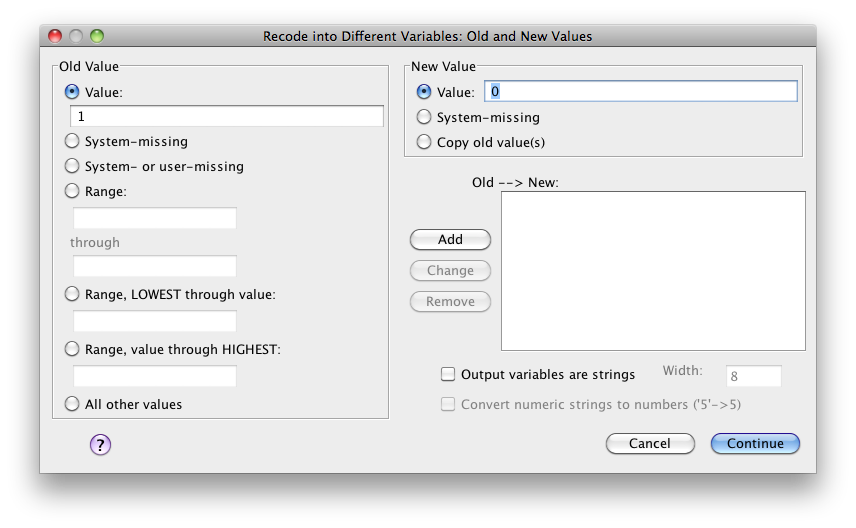 Recode into Different Variables: Old and New Values
Old Value
Value:
1
System-missing
System- or user-missing
Range:
through
Range, LOWEST through value:
Range, value through HIGHEST:
All other values
New Value
Value: 0
System-missing
Copy old value(s)
Old --> New:
Add
Change
Remove
Output variables are strings Width: 8
Convert numeric strings to numbers ('5'->5)
?
Cancel Continue